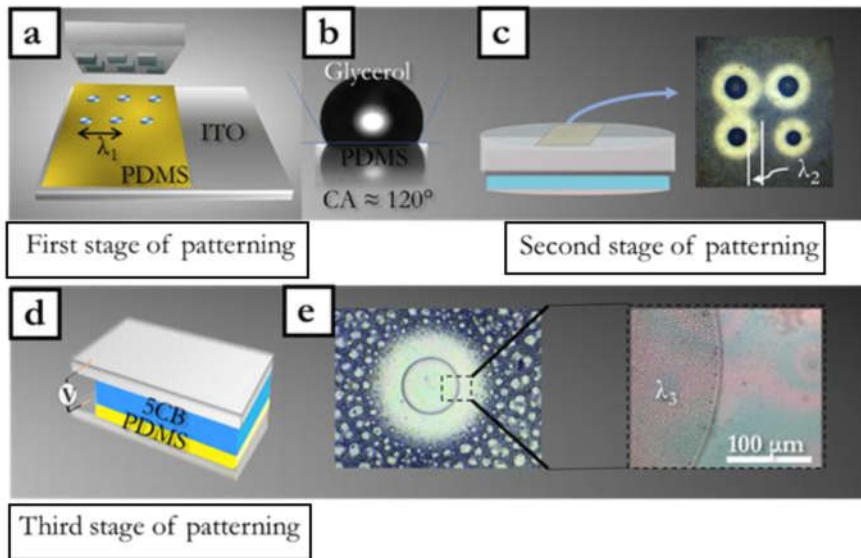 a
λ1
ITO
PDMS
b
Glycerol
PDMS
CA ≈ 120°
c
λ2
First stage of patterning
Second stage of patterning
d
V
5CB
PDMS
e
λ3
100 μm
Third stage of patterning